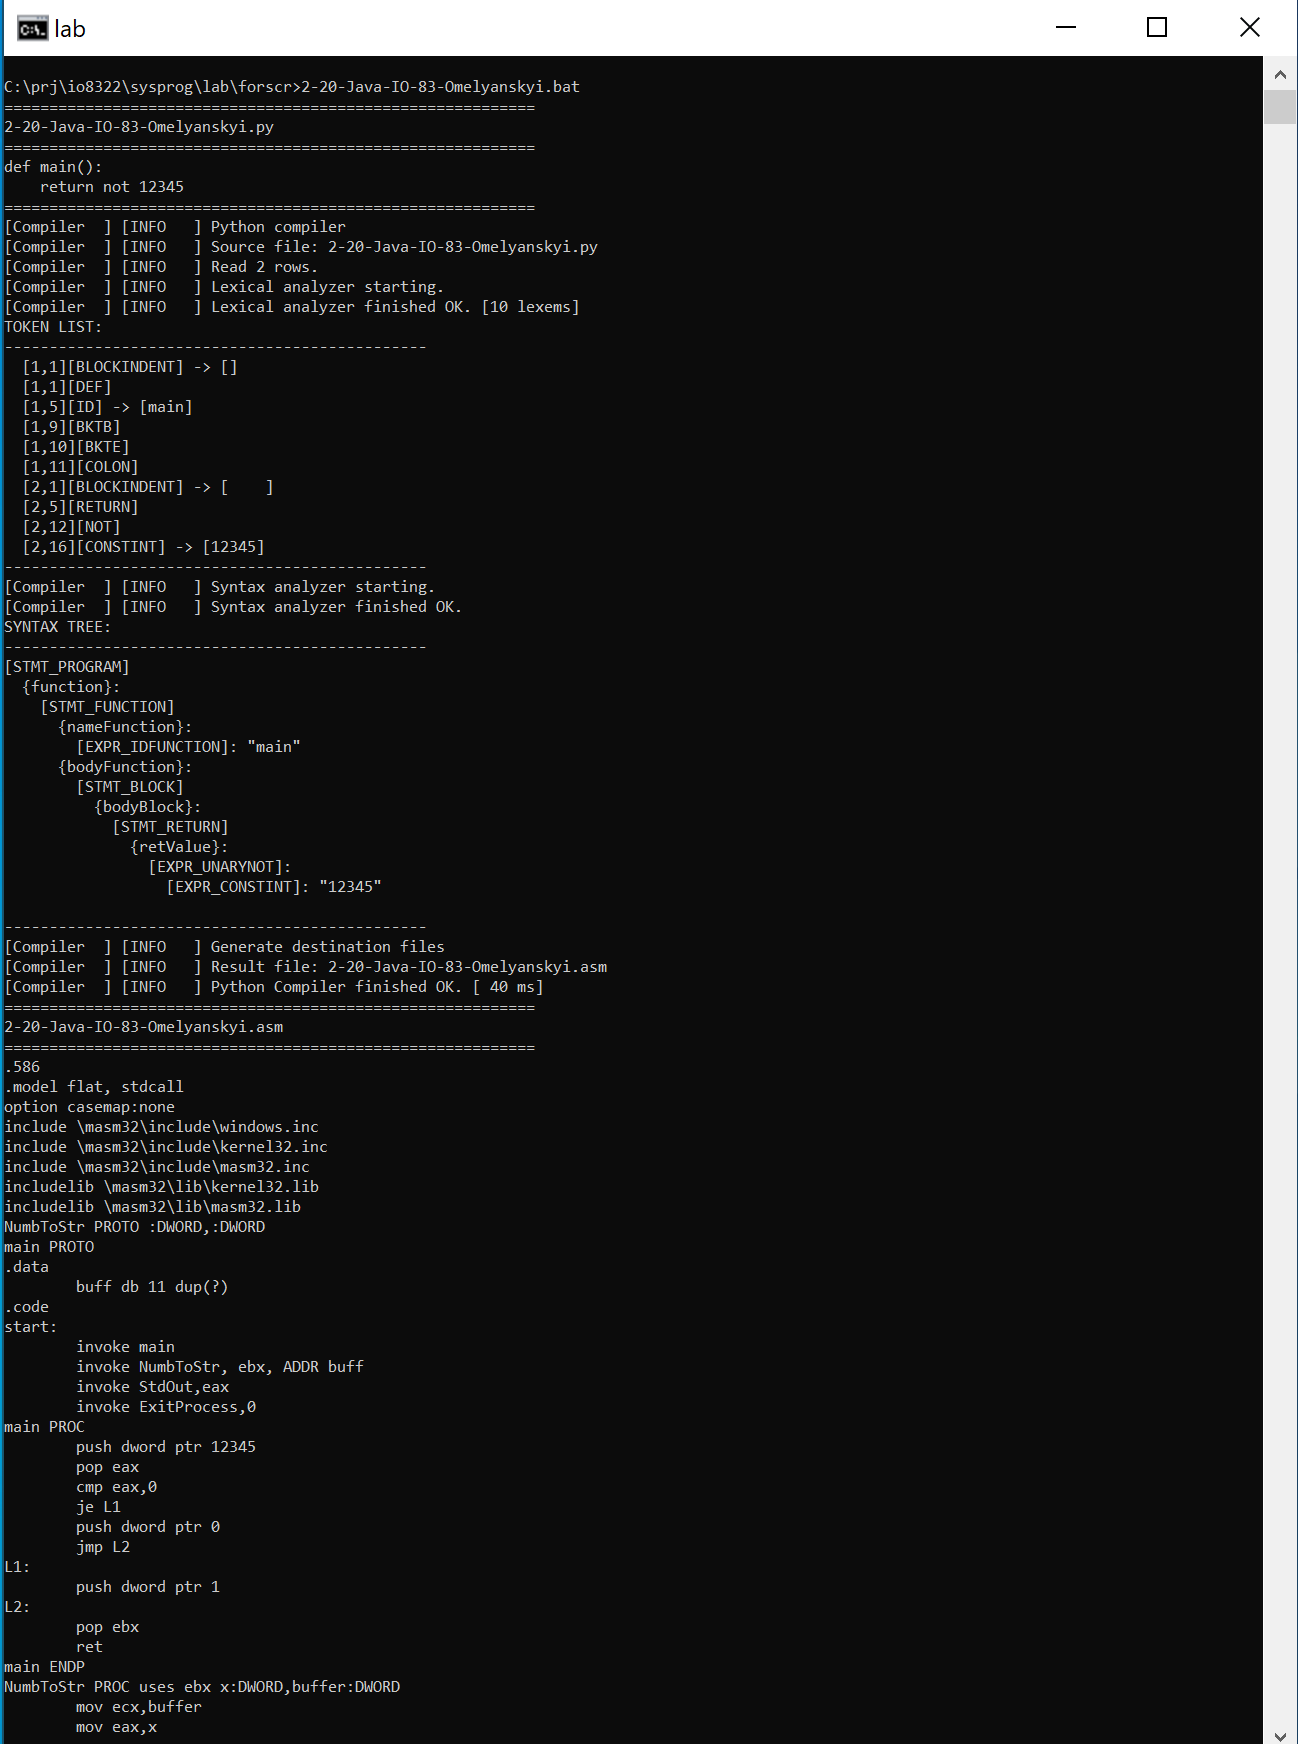 lab
C:\prj\io8322\sysprog\lab\forscr>2-20-Java-IO-83-Omelyanskyi.bat
===========================================================
2-20-Java-IO-83-Omelyanskyi.py
===========================================================
def main():
    return not 12345
===========================================================
[Compiler  ] [INFO   ] Python compiler
[Compiler  ] [INFO   ] Source file: 2-20-Java-IO-83-Omelyanskyi.py
[Compiler  ] [INFO   ] Read 2 rows.
[Compiler  ] [INFO   ] Lexical analyzer starting.
[Compiler  ] [INFO   ] Lexical analyzer finished OK. [10 lexems]
TOKEN LIST:
-----------------------------------------------
  [1,1][BLOCKINDENT] -> []
  [1,1][DEF]
  [1,5][ID] -> [main]
  [1,9][BKTB]
  [1,10][BKTE]
  [1,11][COLON]
  [2,1][BLOCKINDENT] -> [    ]
  [2,5][RETURN]
  [2,12][NOT]
  [2,16][CONSTINT] -> [12345]
-----------------------------------------------
[Compiler  ] [INFO   ] Syntax analyzer starting.
[Compiler  ] [INFO   ] Syntax analyzer finished OK.
SYNTAX TREE:
-----------------------------------------------
[STMT_PROGRAM]
  {function}:
    [STMT_FUNCTION]
      {nameFunction}:
        [EXPR_IDFUNCTION]: "main"
      {bodyFunction}:
        [STMT_BLOCK]
          {bodyBlock}:
            [STMT_RETURN]
              {retValue}:
                [EXPR_UNARYNOT]:
                  [EXPR_CONSTINT]: "12345"
-----------------------------------------------
[Compiler  ] [INFO   ] Generate destination files
[Compiler  ] [INFO   ] Result file: 2-20-Java-IO-83-Omelyanskyi.asm
[Compiler  ] [INFO   ] Python Compiler finished OK. [ 40 ms]
===========================================================
2-20-Java-IO-83-Omelyanskyi.asm
===========================================================
.586
.model flat, stdcall
option casemap:none
include \masm32\include\windows.inc
include \masm32\include\kernel32.inc
include \masm32\include\masm32.inc
includelib \masm32\lib\kernel32.lib
includelib \masm32\lib\masm32.lib
NumbToStr PROTO :DWORD,:DWORD
main PROTO
.data
        buff db 11 dup(?)
.code
start:
        invoke main
        invoke NumbToStr, ebx, ADDR buff
        invoke StdOut,eax
        invoke ExitProcess,0
main PROC
        push dword ptr 12345
        pop eax
        cmp eax,0
        je L1
        push dword ptr 0
        jmp L2
L1:
        push dword ptr 1
L2:
        pop ebx
        ret
main ENDP
NumbToStr PROC uses ebx x:DWORD,buffer:DWORD
        mov ecx,buffer
        mov eax,x